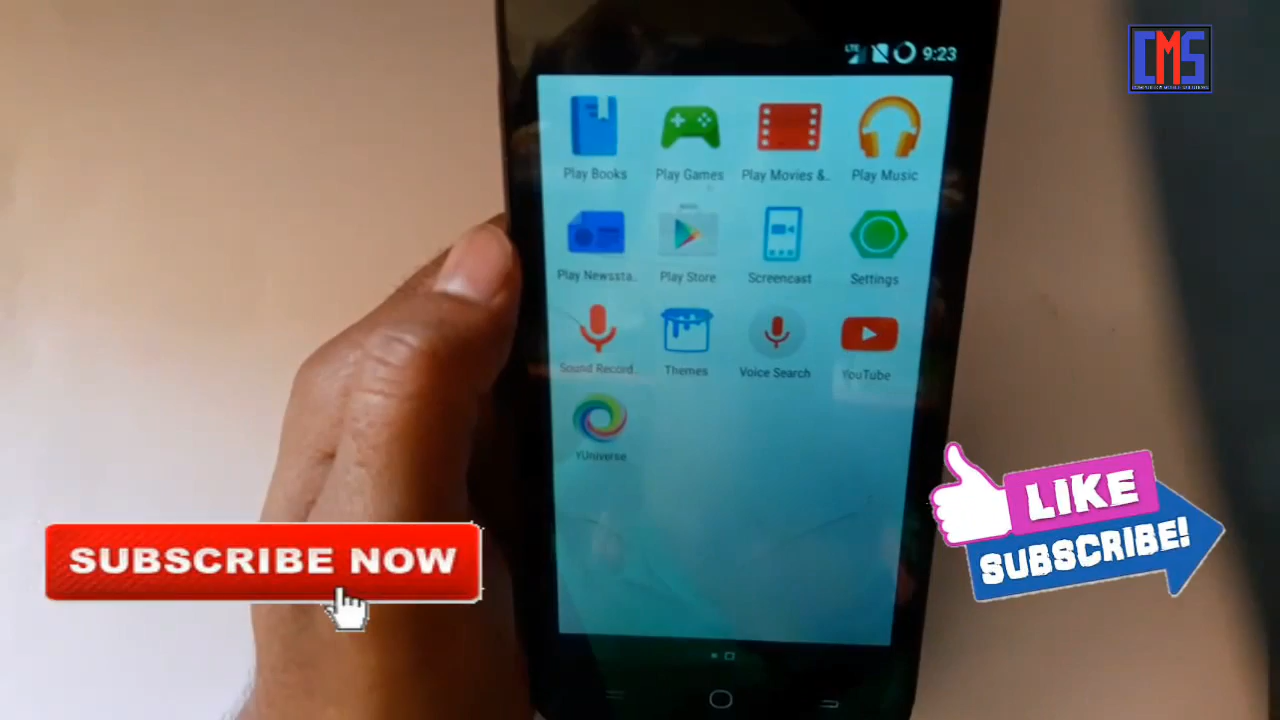 LTE 9:23
CMS
Play Books Play Games Play Movies &.. Play Music
Play Newssta.. Play Store Screencast Settings
Sound Record.. Themes Voice Search YouTube
YUniverse
LIKE
SUBSCRIBE!
SUBSCRIBE NOW